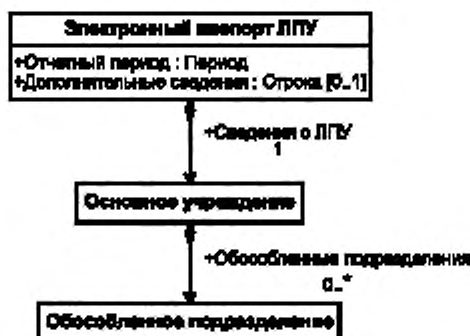 Электронный паспорт ЛПУ
+Отчетный период : Период
+Дополнительные сведения : Строка [0..1]
+Сведения о ЛПУ
1
Основное учреждение
+Обособленные подразделения
0..*
Обособленное подразделение